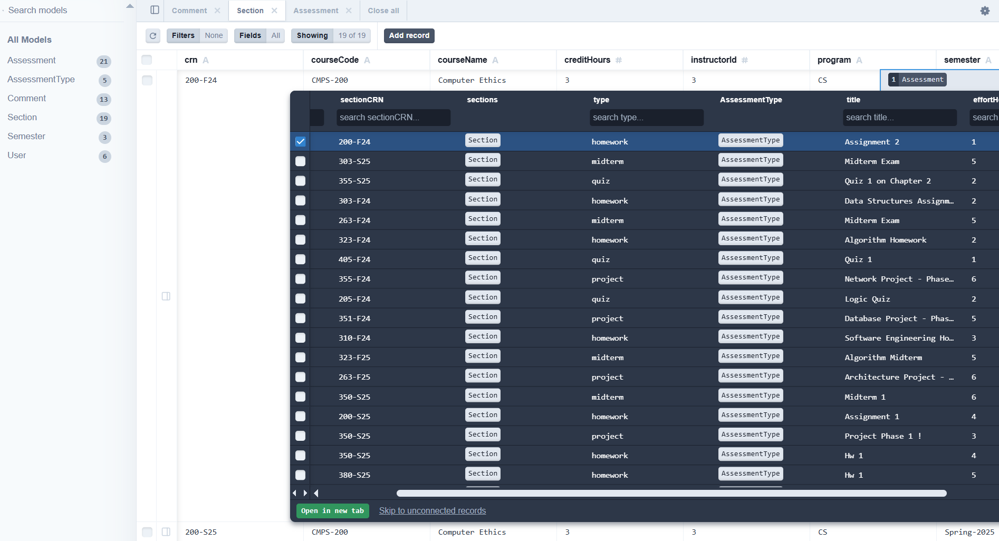 Search models
Comment
Section
Assessment
Close all
Filters None
Fields All
Showing 19 of 19
Add record
All Models
Assessment 21
AssessmentType 5
Comment 13
Section 19
Semester 3
User 6
crn A courseCode A courseName A creditHours # instructorId # program A semester A
200-F24 CMPS-200 Computer Ethics 3 3 CS 1 Assessment
sectionCRN sections type AssessmentType title effortH
search sectionCRN... search type... search title... search
200-F24 Section homework AssessmentType Assignment 2 1
303-S25 Section midterm AssessmentType Midterm Exam 5
355-S25 Section quiz AssessmentType Quiz 1 on Chapter 2 2
303-F24 Section homework AssessmentType Data Structures Assignm… 2
263-F24 Section midterm AssessmentType Midterm Exam 5
323-F24 Section homework AssessmentType Algorithm Homework 2
405-F24 Section quiz AssessmentType Quiz 1 1
355-F24 Section project AssessmentType Network Project - Phase… 6
205-F24 Section quiz AssessmentType Logic Quiz 2
351-F24 Section project AssessmentType Database Project - Phas… 5
310-F24 Section homework AssessmentType Software Engineering Ho… 3
323-F25 Section midterm AssessmentType Algorithm Midterm 5
263-F25 Section project AssessmentType Architecture Project - … 6
350-S25 Section midterm AssessmentType Midterm 1 6
200-S25 Section homework AssessmentType Assignment 1 4
350-S25 Section project AssessmentType Project Phase 1 ! 3
350-S25 Section homework AssessmentType Hw 1 4
380-S25 Section homework AssessmentType Hw 1 5
Open in new tab Skip to unconnected records
200-S25 CMPS-200 Computer Ethics 3 3 CS Spring-2025